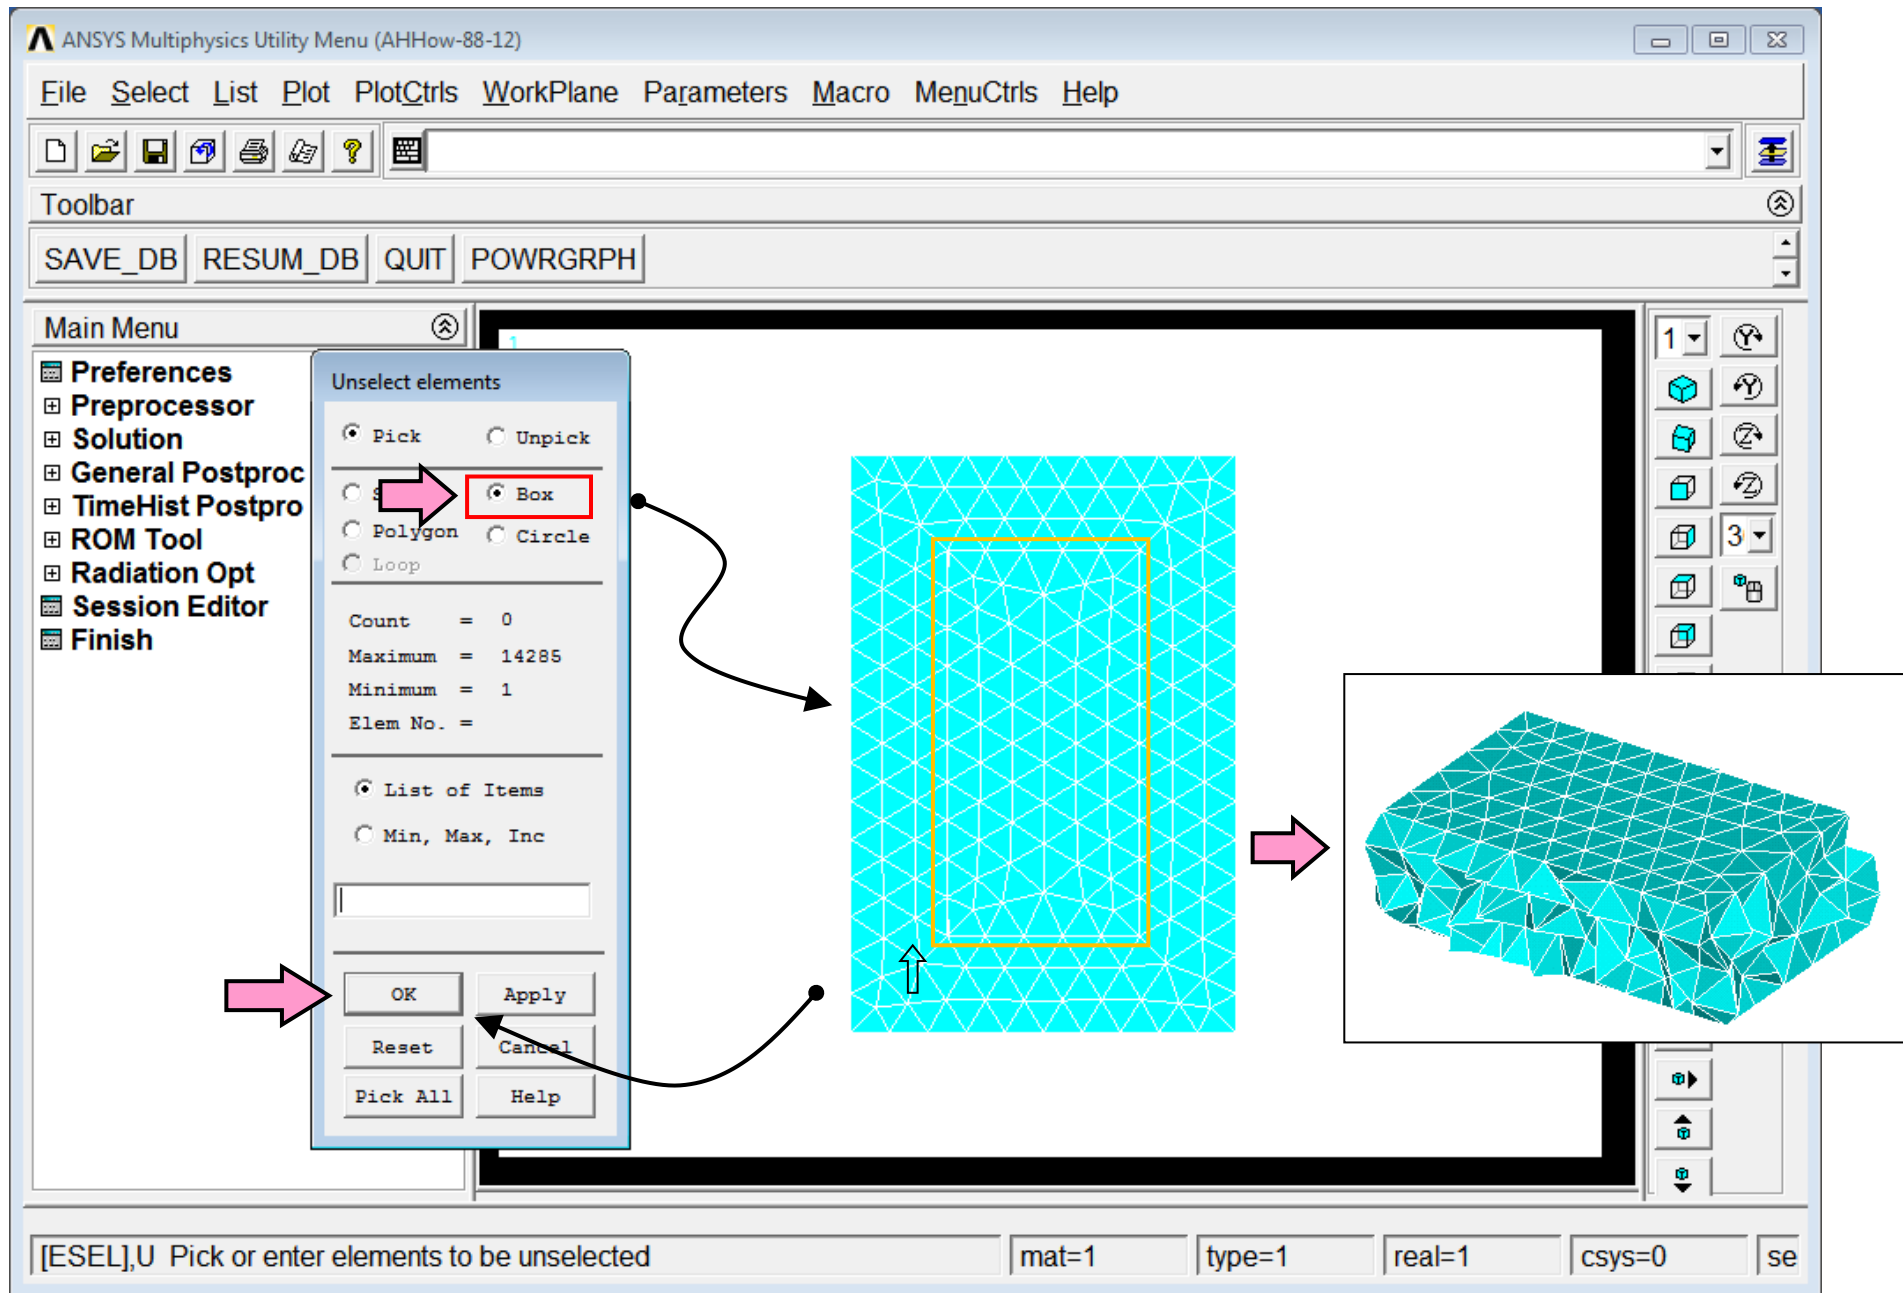 ANSYS Multiphysics Utility Menu (AHHow-88-12)
File Select List Plot PlotCtrls WorkPlane Parameters Macro MenuCtrls Help
Toolbar
SAVE_DB RESUM_DB QUIT POWRGRPH
Main Menu
Preferences
Preprocessor
Solution
General Postproc
TimeHist Postpro
ROM Tool
Radiation Opt
Session Editor
Finish
1
Unselect elements
Pick Unpick
Box
Polygon Circle
Loop
Count = 0
Maximum = 14285
Minimum = 1
Elem No. =
List of Items
Min, Max, Inc
OK Apply
Reset Cancel
Pick All Help
1
3
[ESEL],U Pick or enter elements to be unselected
mat=1 type=1 real=1 csys=0 se